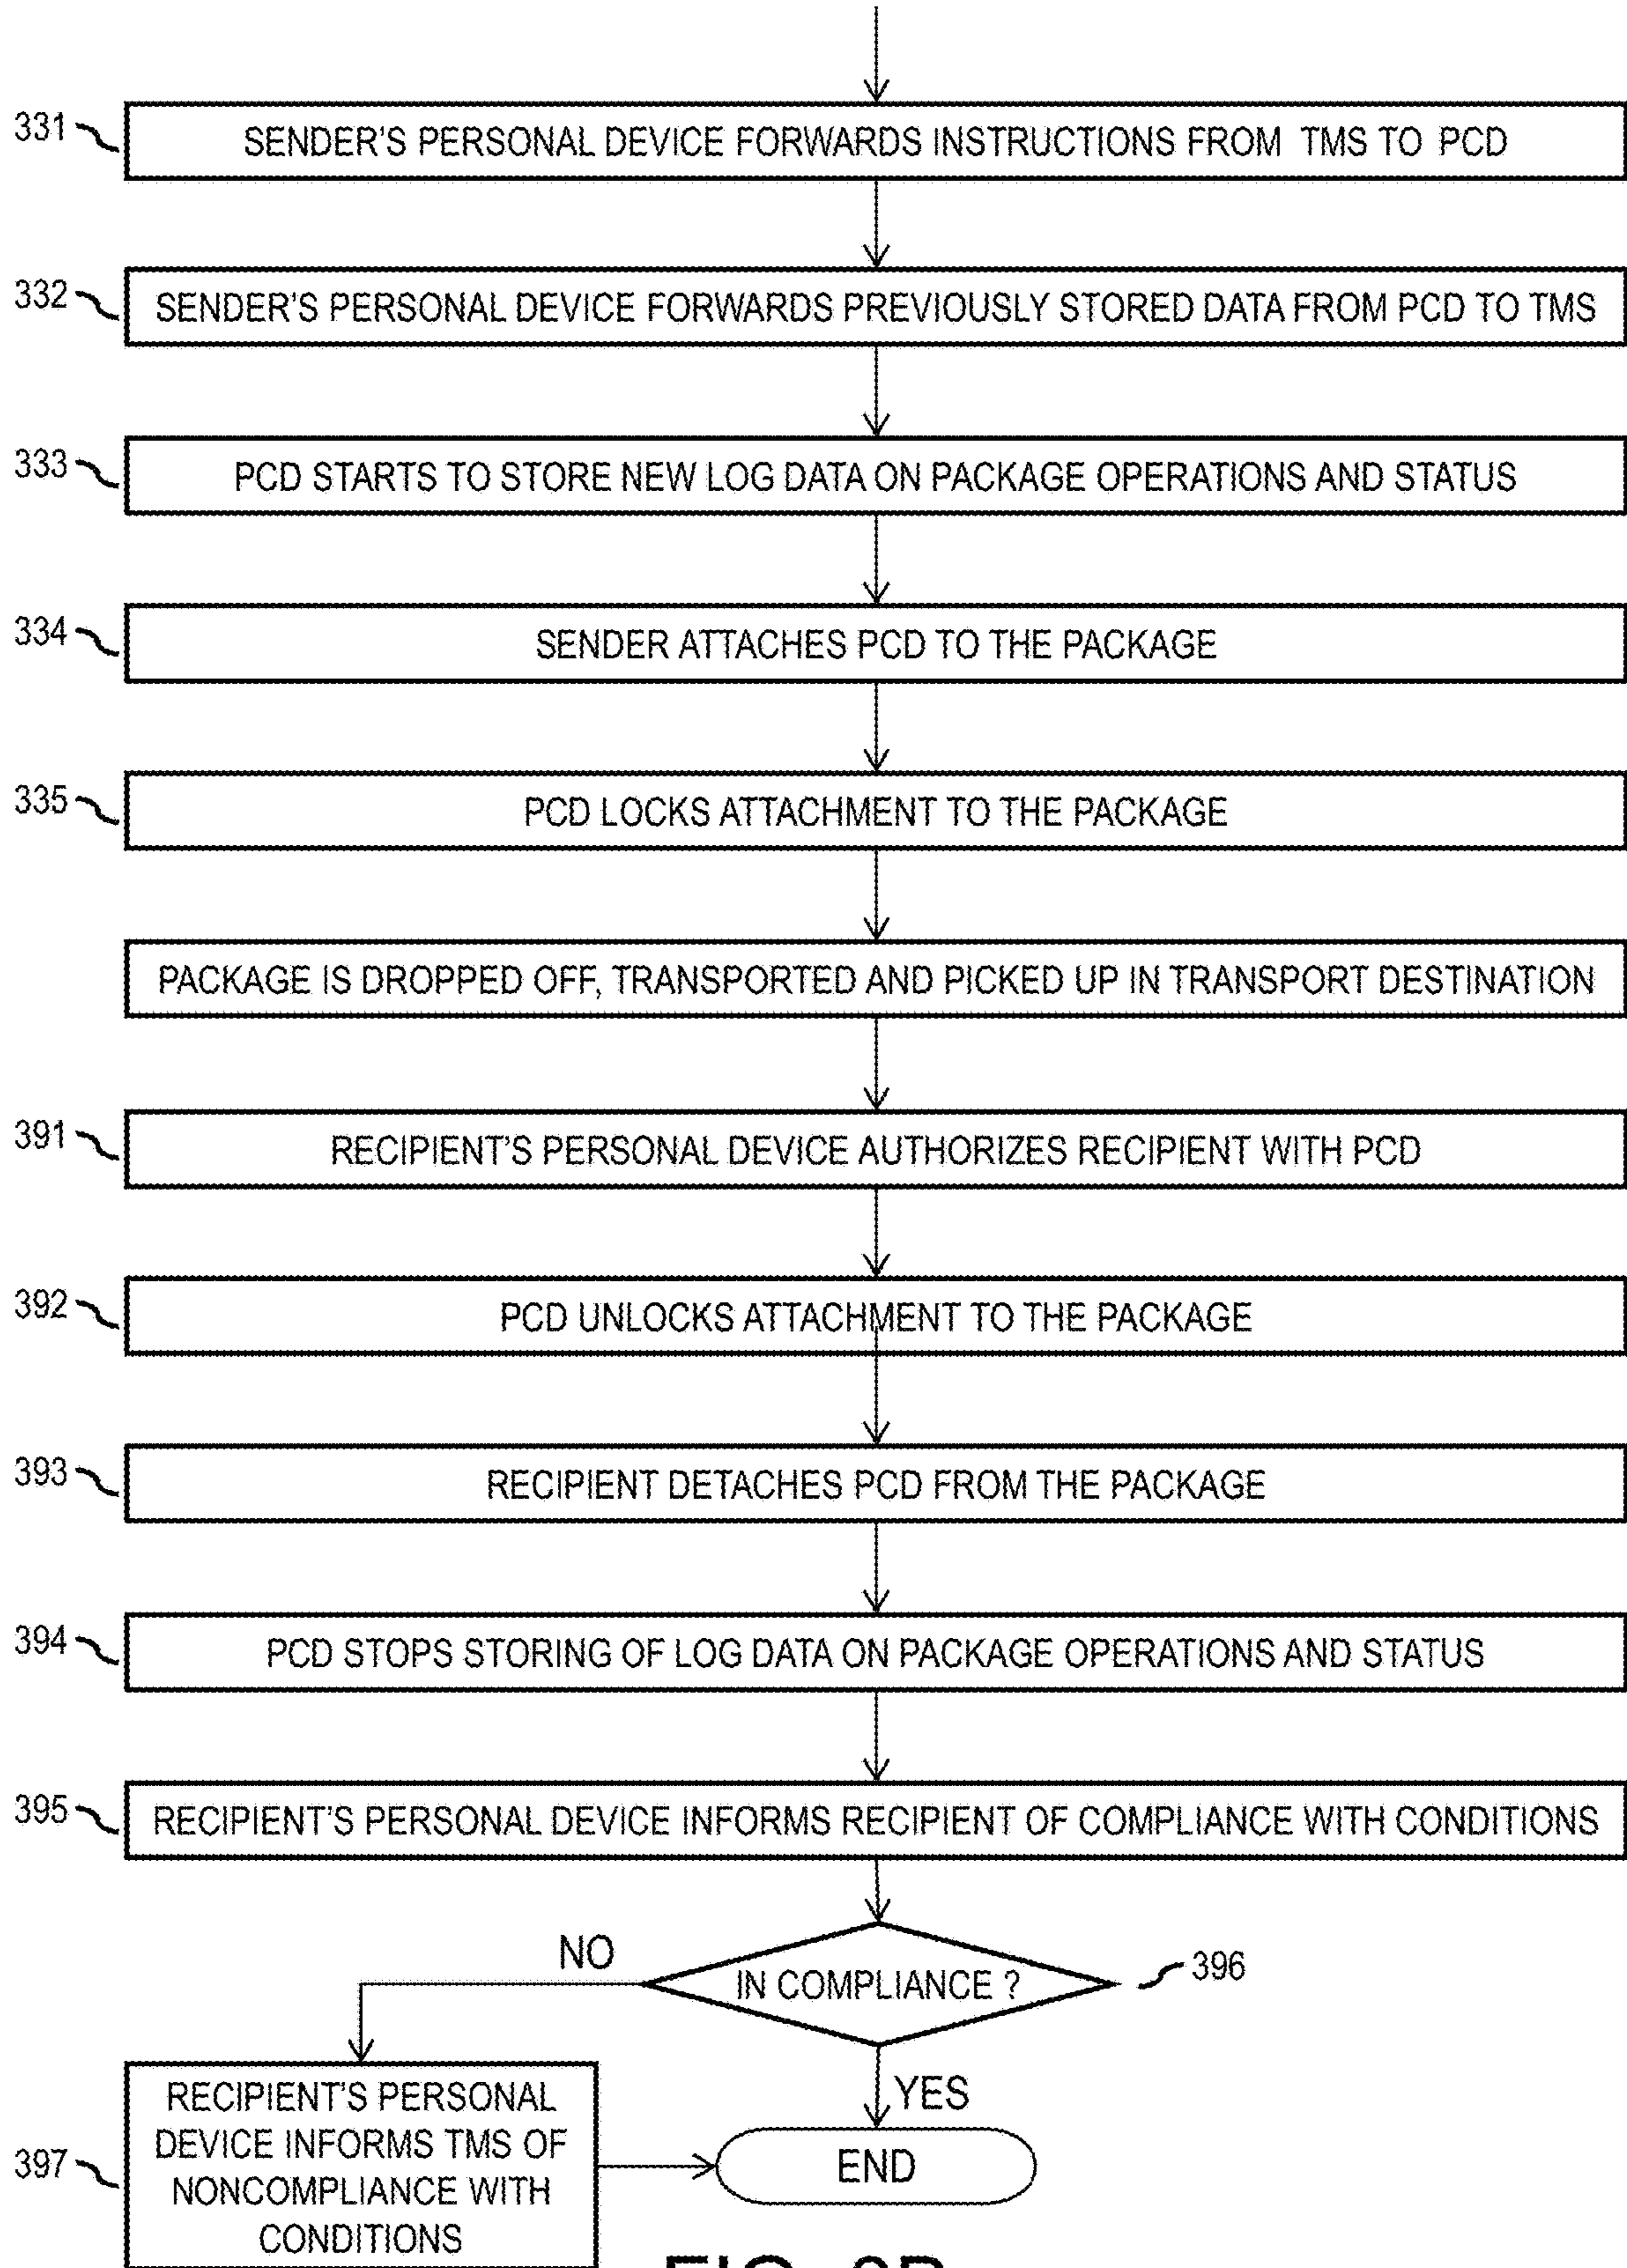 331
SENDER'S PERSONAL DEVICE FORWARDS INSTRUCTIONS FROM TMS TO PCD
332
SENDER'S PERSONAL DEVICE FORWARDS PREVIOUSLY STORED DATA FROM PCD TO TMS
333
PCD STARTS TO STORE NEW LOG DATA ON PACKAGE OPERATIONS AND STATUS
334
SENDER ATTACHES PCD TO THE PACKAGE
335
PCD LOCKS ATTACHMENT TO THE PACKAGE
PACKAGE IS DROPPED OFF, TRANSPORTED AND PICKED UP IN TRANSPORT DESTINATION
391
RECIPIENT'S PERSONAL DEVICE AUTHORIZES RECIPIENT WITH PCD
392
PCD UNLOCKS ATTACHMENT TO THE PACKAGE
393
RECIPIENT DETACHES PCD FROM THE PACKAGE
394
PCD STOPS STORING OF LOG DATA ON PACKAGE OPERATIONS AND STATUS
395
RECIPIENT'S PERSONAL DEVICE INFORMS RECIPIENT OF COMPLIANCE WITH CONDITIONS
NO
IN COMPLIANCE ?
396
YES
397
RECIPIENT'S PERSONAL
DEVICE INFORMS TMS OF
NONCOMPLIANCE WITH
CONDITIONS
END